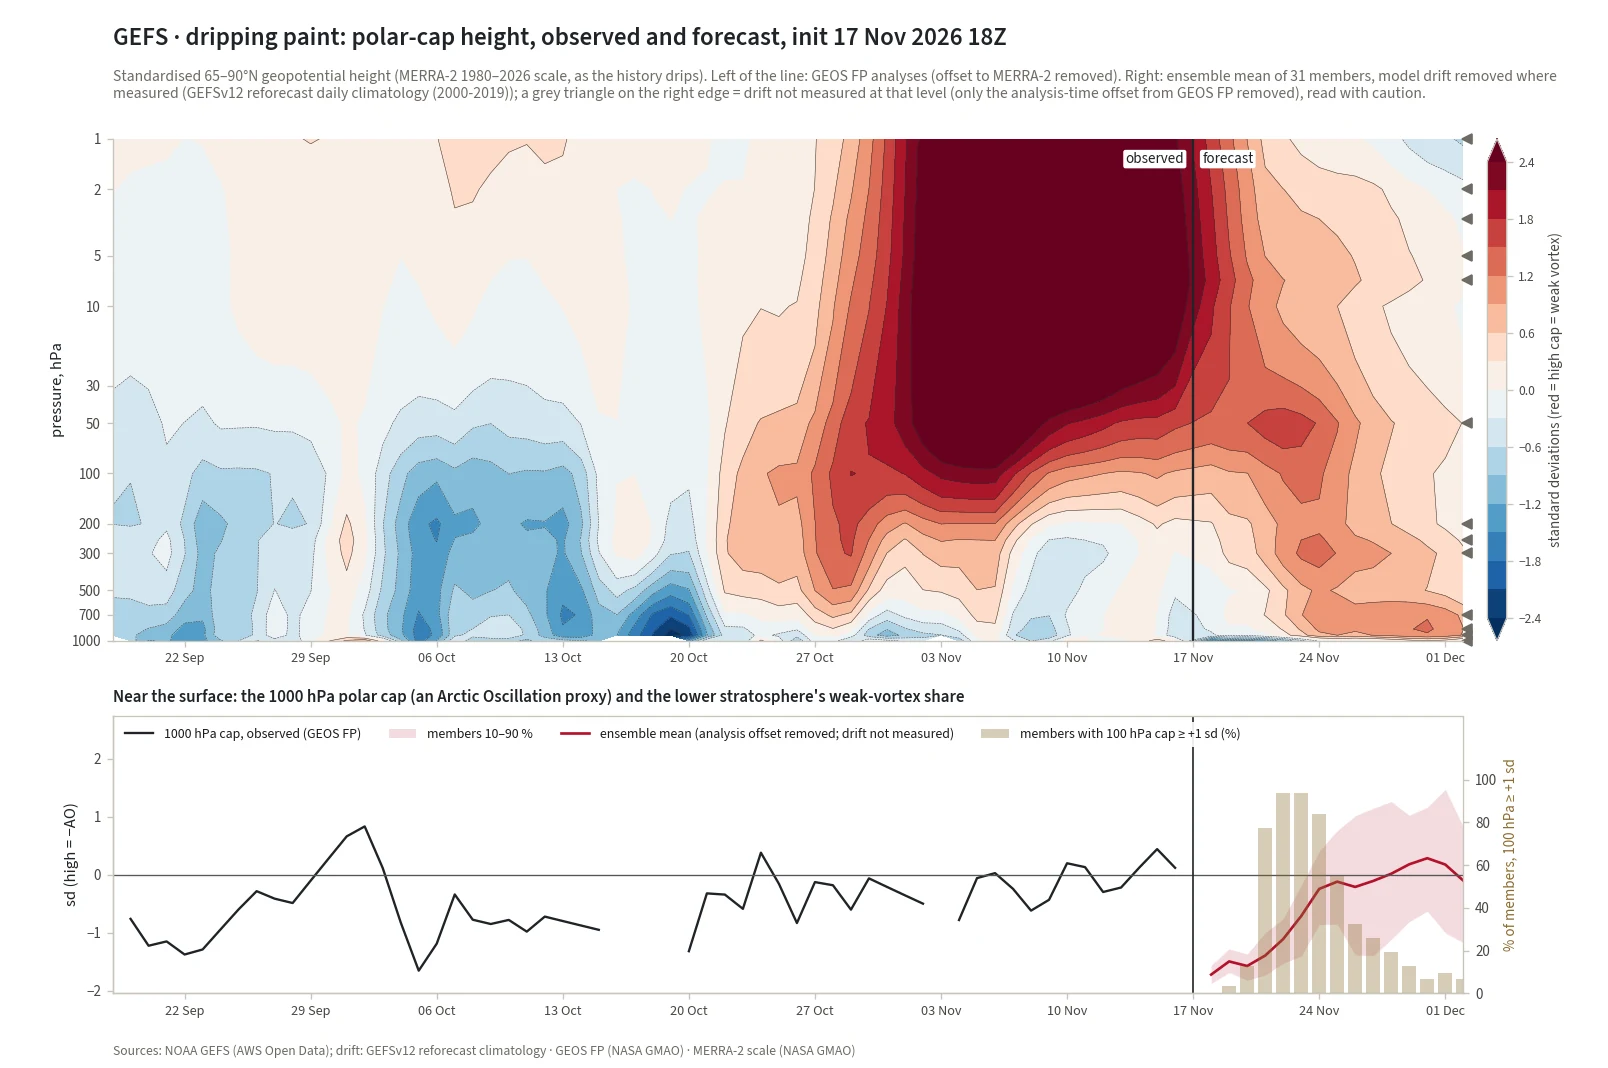 GEFS · dripping paint: polar-cap height, observed and forecast, init 17 Nov 2026 18Z
Standardised 65–90°N geopotential height (MERRA-2 1980–2026 scale, as the history drips). Left of the line: GEOS FP analyses (offset to MERRA-2 removed). Right: ensemble mean of 31 members, model drift removed where
measured (GEFSv12 reforecast daily climatology (2000-2019)); a grey triangle on the right edge = drift not measured at that level (only the analysis-time offset from GEOS FP removed), read with caution.
observed
forecast
pressure, hPa
1
2
5
10
30
50
100
200
300
500
700
1000
22 Sep
29 Sep
06 Oct
13 Oct
20 Oct
27 Oct
03 Nov
10 Nov
17 Nov
24 Nov
01 Dec
2.4
1.8
1.2
0.6
0.0
−0.6
−1.2
−1.8
−2.4
standard deviations (red = high cap = weak vortex)
Near the surface: the 1000 hPa polar cap (an Arctic Oscillation proxy) and the lower stratosphere's weak-vortex share
1000 hPa cap, observed (GEOS FP)
members 10–90 %
ensemble mean (analysis offset removed; drift not measured)
members with 100 hPa cap ≥ +1 sd (%)
sd (high = −AO)
2
1
0
−1
−2
22 Sep
29 Sep
06 Oct
13 Oct
20 Oct
27 Oct
03 Nov
10 Nov
17 Nov
24 Nov
01 Dec
100
80
60
40
20
0
% of members, 100 hPa ≥ +1 sd
Sources: NOAA GEFS (AWS Open Data); drift: GEFSv12 reforecast climatology · GEOS FP (NASA GMAO) · MERRA-2 scale (NASA GMAO)